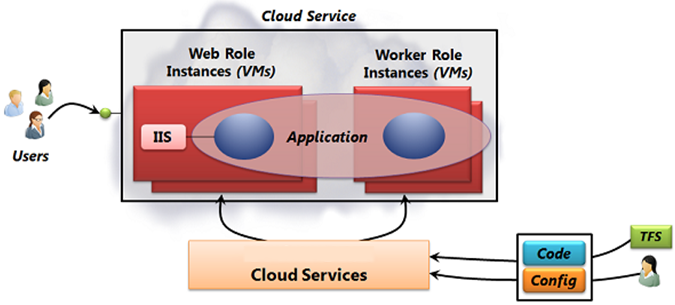 Cloud Service
Web Role
Instances (VMs)
Worker Role
Instances (VMs)
IIS
Application
Users
Cloud Services
Code
Config
TFS